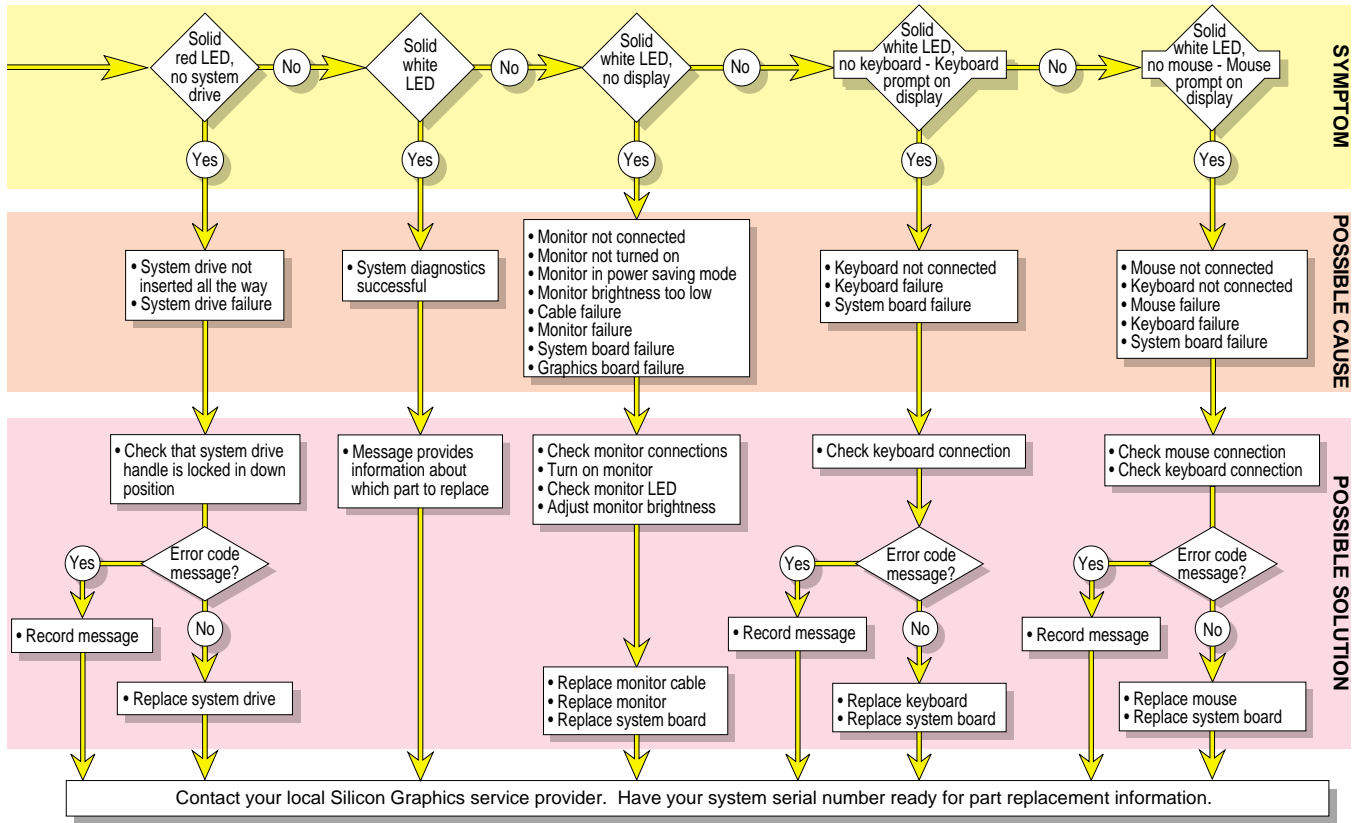 Solid
red LED,
no system
drive
No
Solid
white
LED
No
Solid
white LED,
no display
No
Solid
white LED,
no keyboard - Keyboard
prompt on
display
No
Solid
white LED,
no mouse - Mouse
prompt on
display
SYMPTOM
Yes
Yes
Yes
Yes
Yes
• System drive not
inserted all the way
• System drive failure
• System diagnostics
successful
• Monitor not connected
• Monitor not turned on
• Monitor in power saving mode
• Monitor brightness too low
• Cable failure
• Monitor failure
• System board failure
• Graphics board failure
• Keyboard not connected
• Keyboard failure
• System board failure
• Mouse not connected
• Keyboard not connected
• Mouse failure
• Keyboard failure
• System board failure
POSSIBLE CAUSE
• Check that system drive
handle is locked in down
position
• Message provides
information about
which part to replace
• Check monitor connections
• Turn on monitor
• Check monitor LED
• Adjust monitor brightness
• Check keyboard connection
• Check mouse connection
• Check keyboard connection
POSSIBLE SOLUTION
Yes
Error code
message?
Yes
Error code
message?
Yes
Error code
message?
• Record message
No
• Record message
No
• Record message
No
• Replace system drive
• Replace monitor cable
• Replace monitor
• Replace system board
• Replace keyboard
• Replace system board
• Replace mouse
• Replace system board
Contact your local Silicon Graphics service provider. Have your system serial number ready for part replacement information.